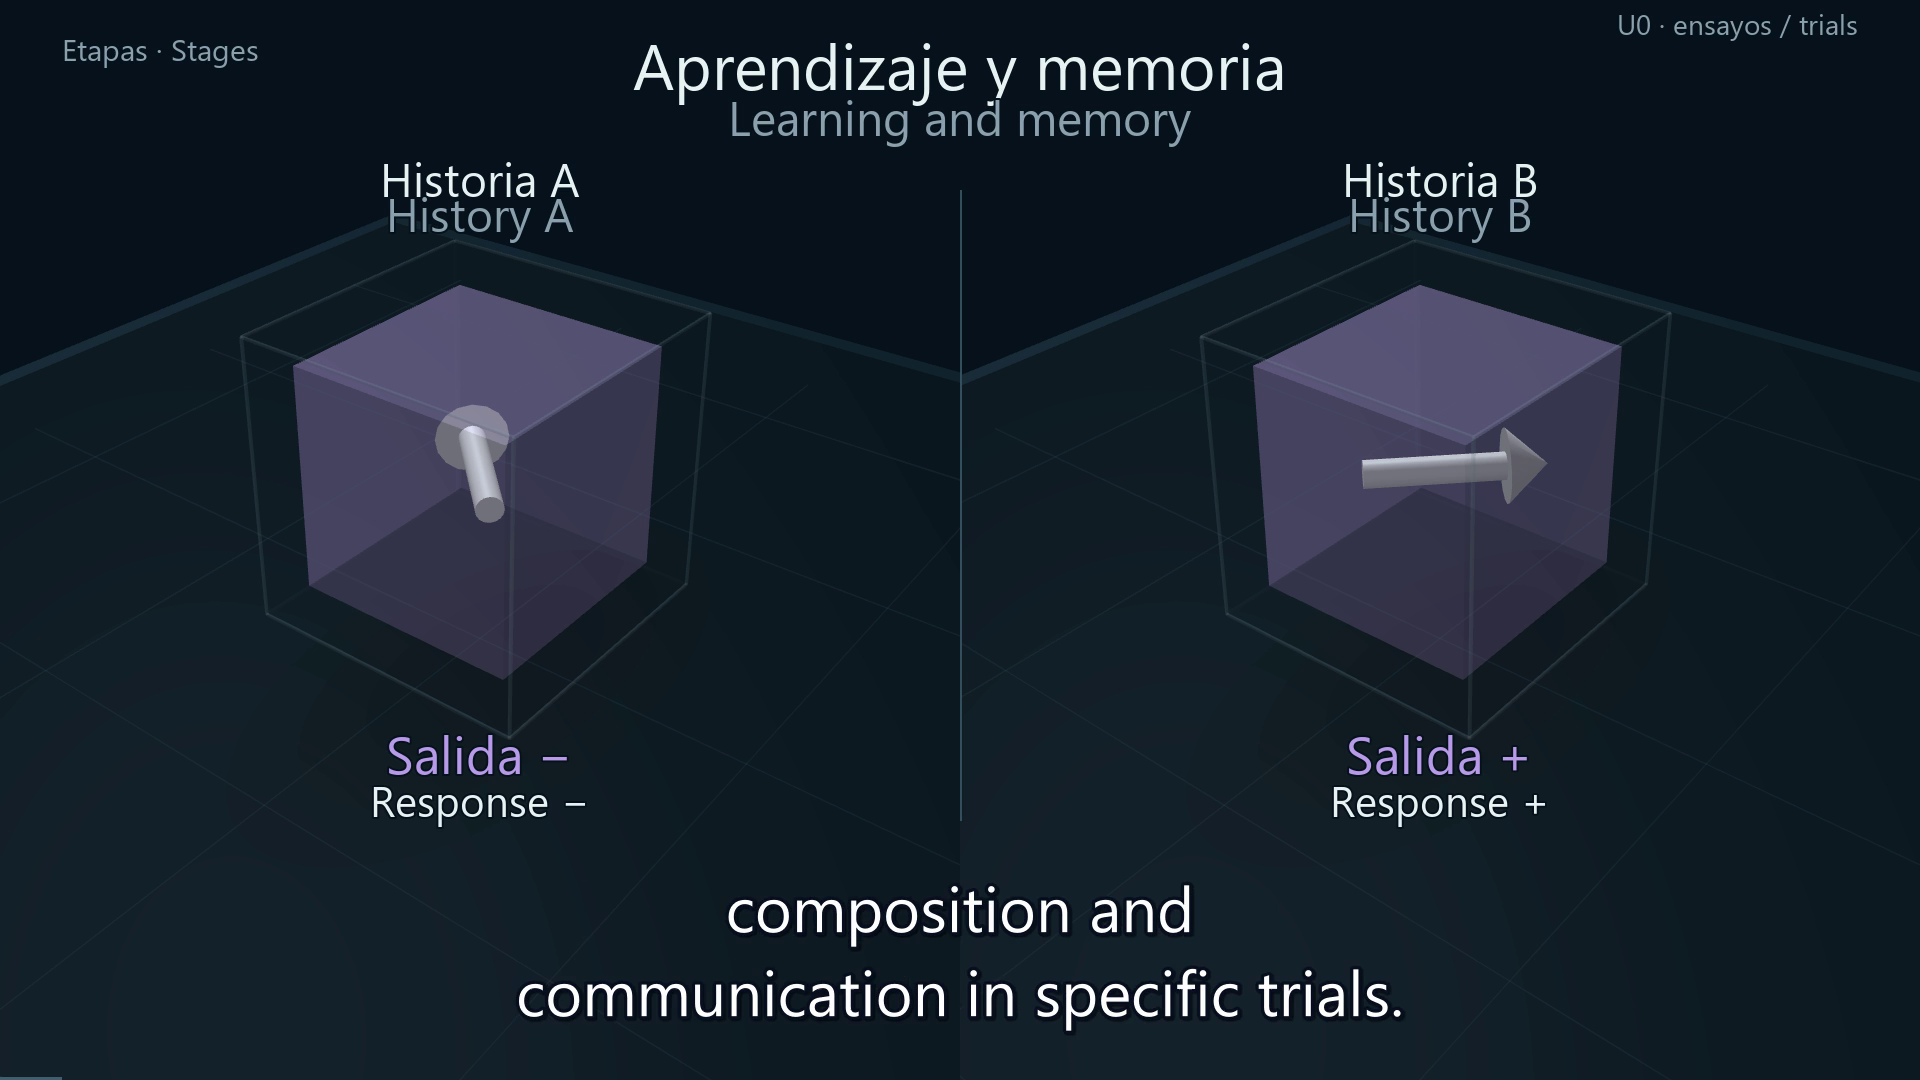 Etapas · Stages
U0 · ensayos / trials
Aprendizaje y memoria
Learning and memory
Historia A
History A
Historia B
History B
Salida −
Response −
Salida +
Response +
composition and
communication in specific trials.